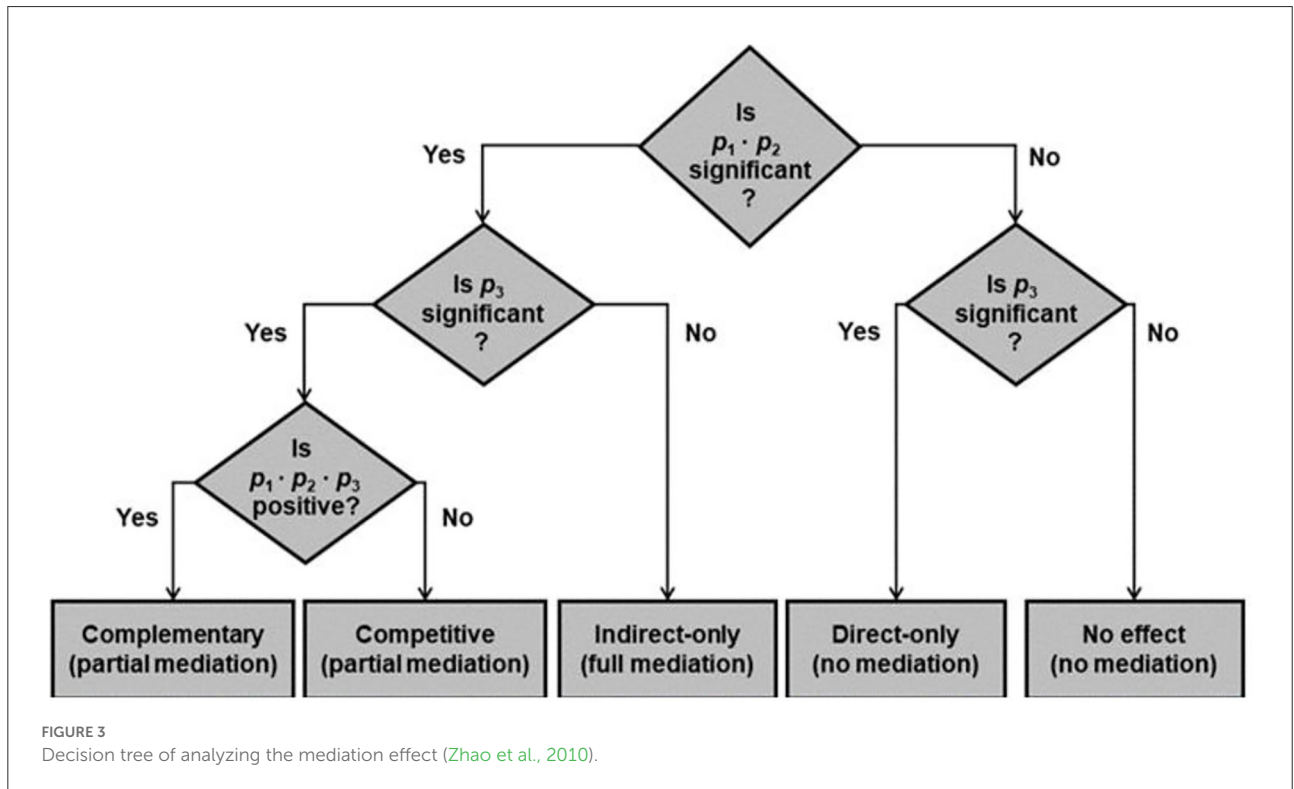 Is
p₁ · p₂
significant
?
Yes
No
Is p₃
significant
?
Is p₃
significant
?
Yes
No
Yes
No
Is
p₁ · p₂ · p₃
positive?
Yes
No
Complementary
(partial mediation)
Competitive
(partial mediation)
Indirect-only
(full mediation)
Direct-only
(no mediation)
No effect
(no mediation)
FIGURE 3
Decision tree of analyzing the mediation effect (Zhao et al., 2010).